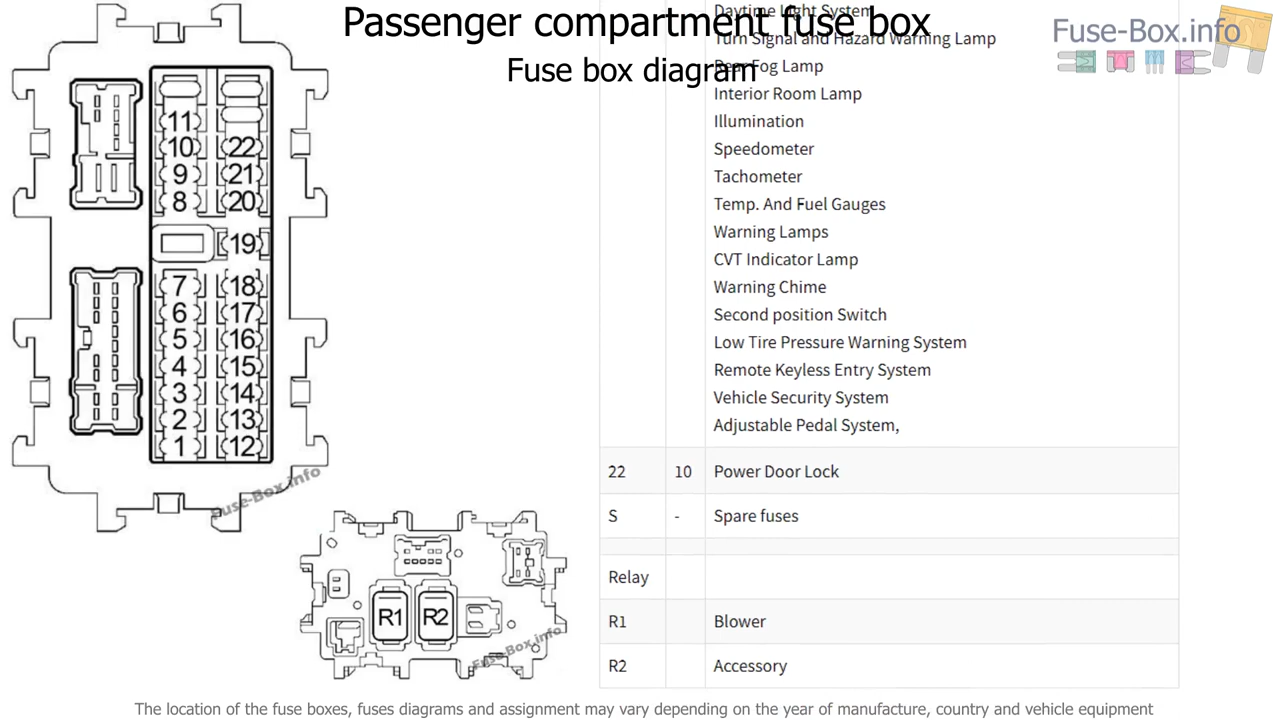 Passenger compartment fuse box
Fuse box diagram
Fuse-Box.info
11
10 22
9 21
8 20
19
7 18
6 17
5 16
4 15
3 14
2 13
1 12
Fuse-Box.info
R1 R2
Fuse-Box.info
Daytime Light System
Turn Signal and Hazard Warning Lamp
Rear Fog Lamp
Interior Room Lamp
Illumination
Speedometer
Tachometer
Temp. And Fuel Gauges
Warning Lamps
CVT Indicator Lamp
Warning Chime
Second position Switch
Low Tire Pressure Warning System
Remote Keyless Entry System
Vehicle Security System
Adjustable Pedal System,
22 10 Power Door Lock
S - Spare fuses
Relay
R1 Blower
R2 Accessory
The location of the fuse boxes, fuses diagrams and assignment may vary depending on the year of manufacture, country and vehicle equipment